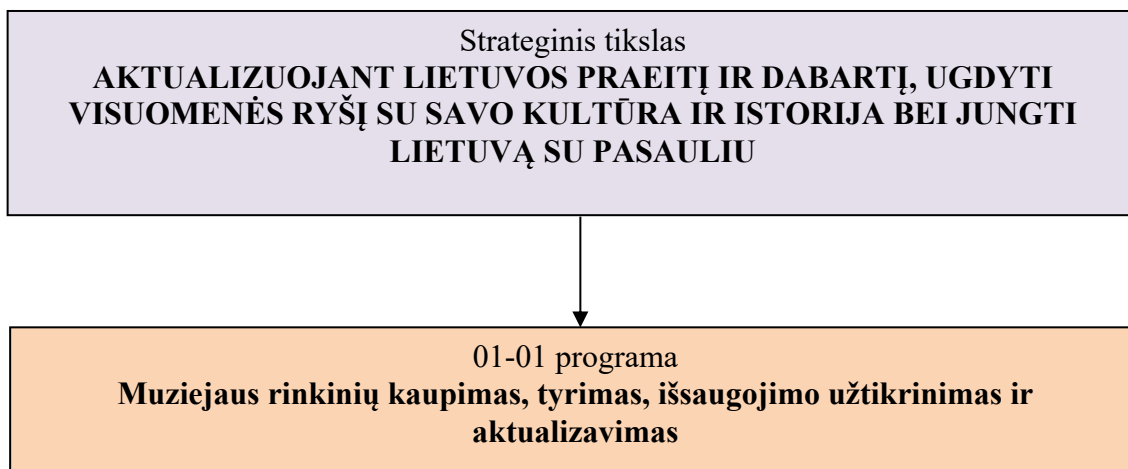 Strateginis tikslas
AKTUALIZUOJANT LIETUVOS PRAEITĮ IR DABARTĮ, UGDYTI
VISUOMENĖS RYŠĮ SU SAVO KULTŪRA IR ISTORIJA BEI JUNGTI
LIETUVĄ SU PASAULIU
01-01 programa
Muziejaus rinkinių kaupimas, tyrimas, išsaugojimo užtikrinimas ir
aktualizavimas